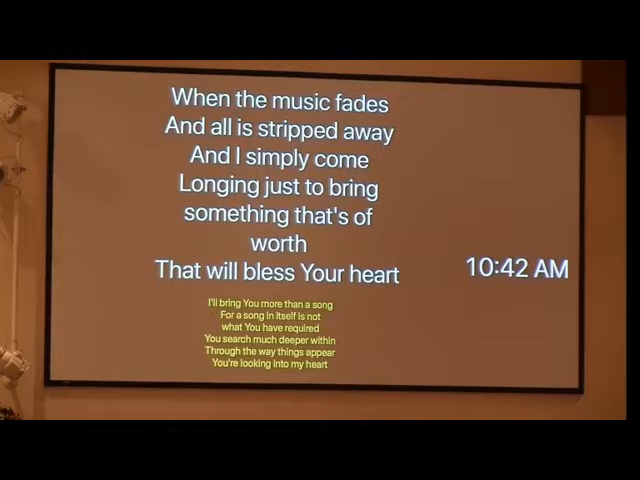 When the music fades
And all is stripped away
And I simply come
Longing just to bring
something that's of
worth
That will bless Your heart
10:42 AM
I'll bring You more than a song
For a song in itself is not
what You have required
You search much deeper within
Through the way things appear
You're looking into my heart